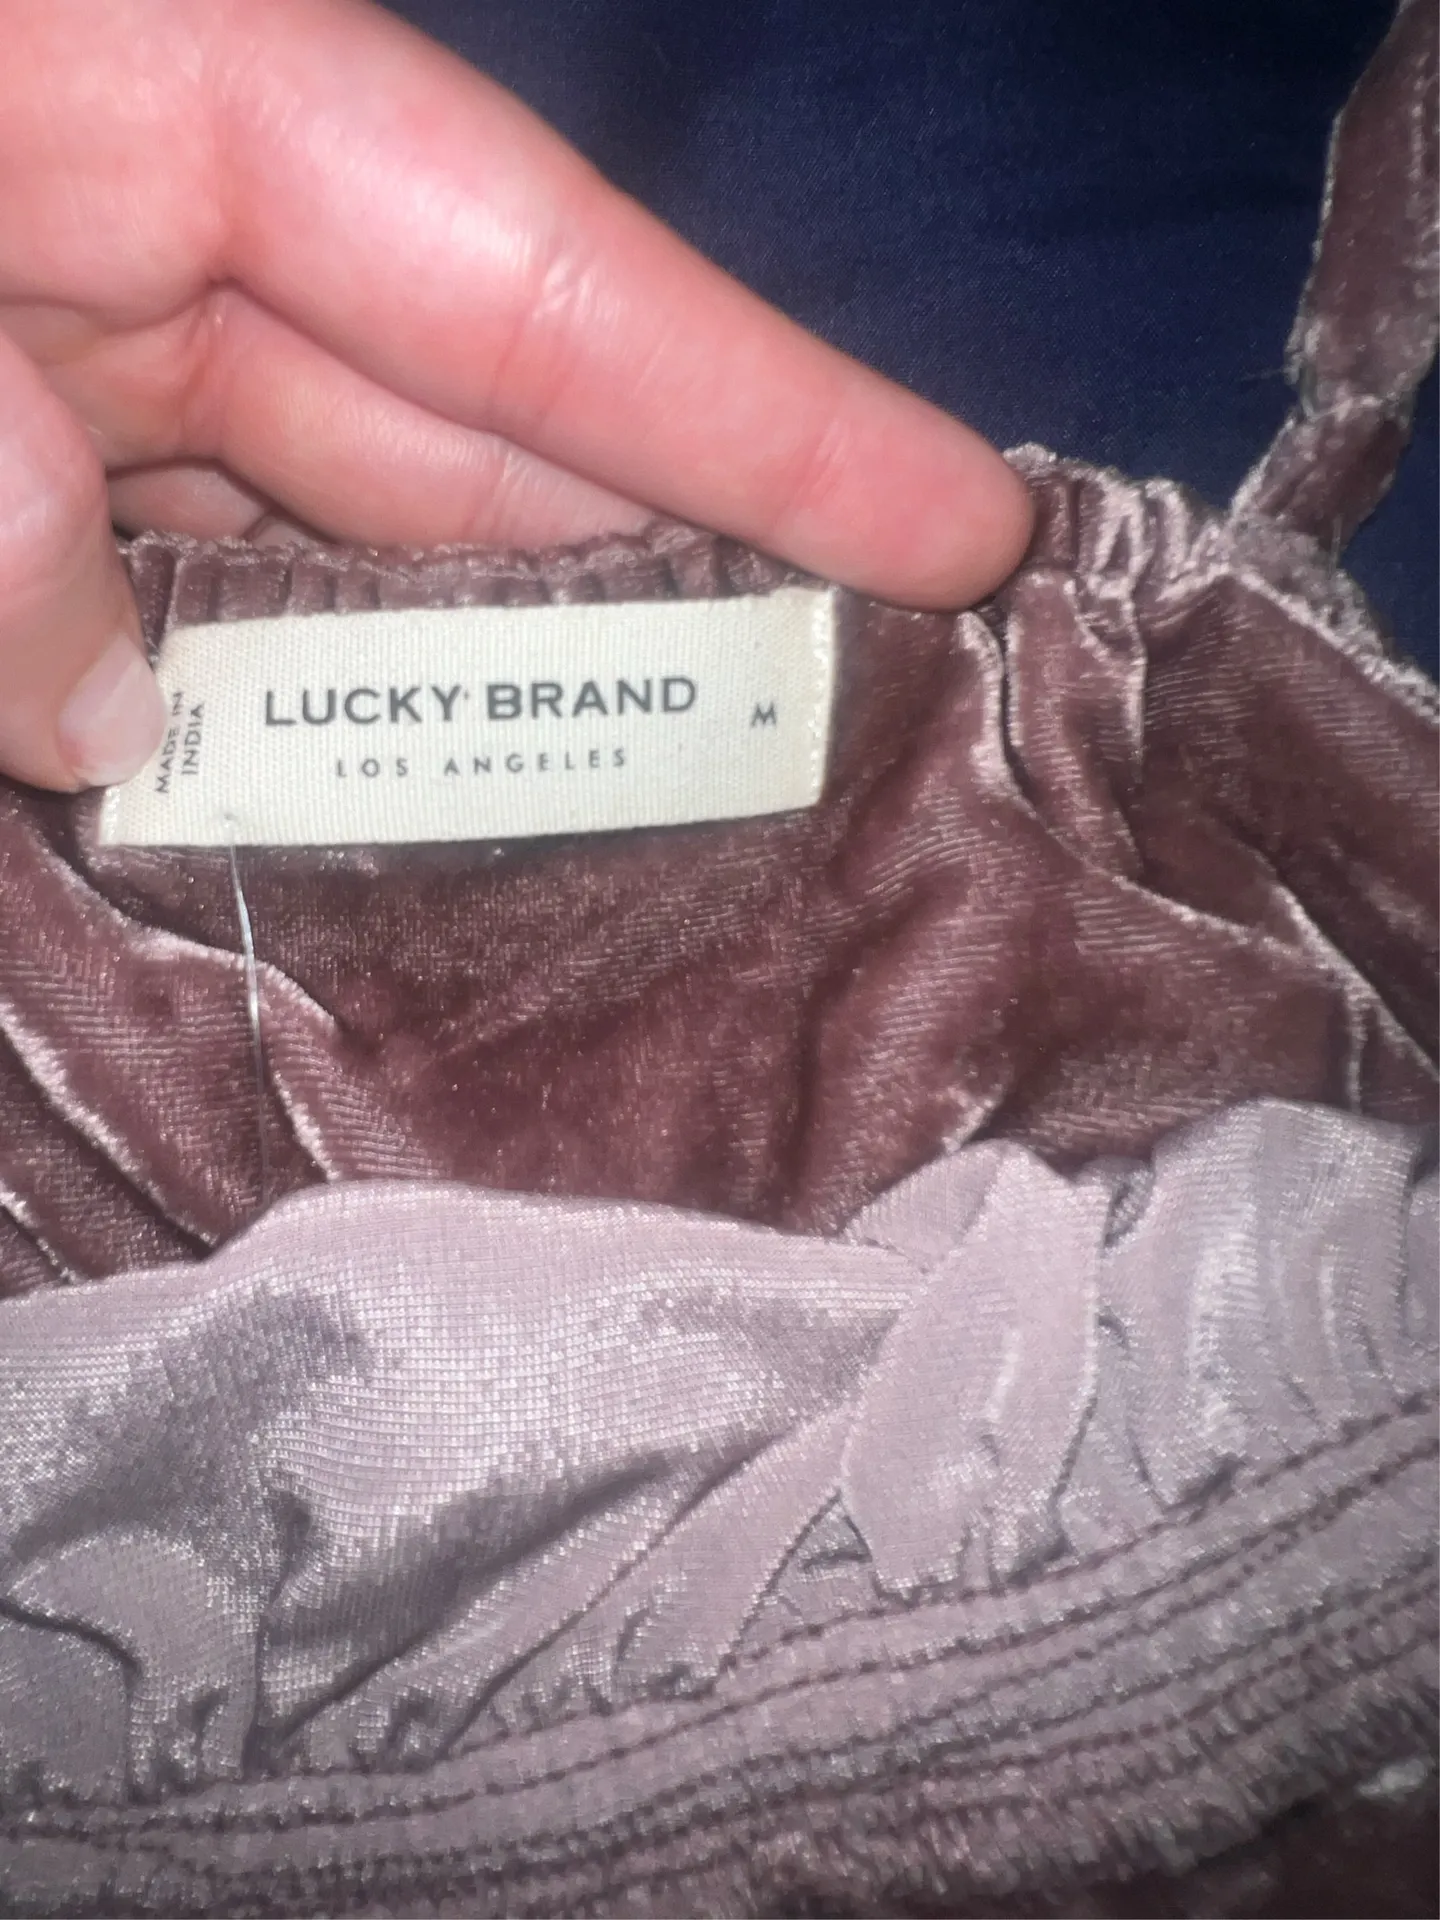 LUCKY BRAND
LOS ANGELES
M
MADE IN
INDIA